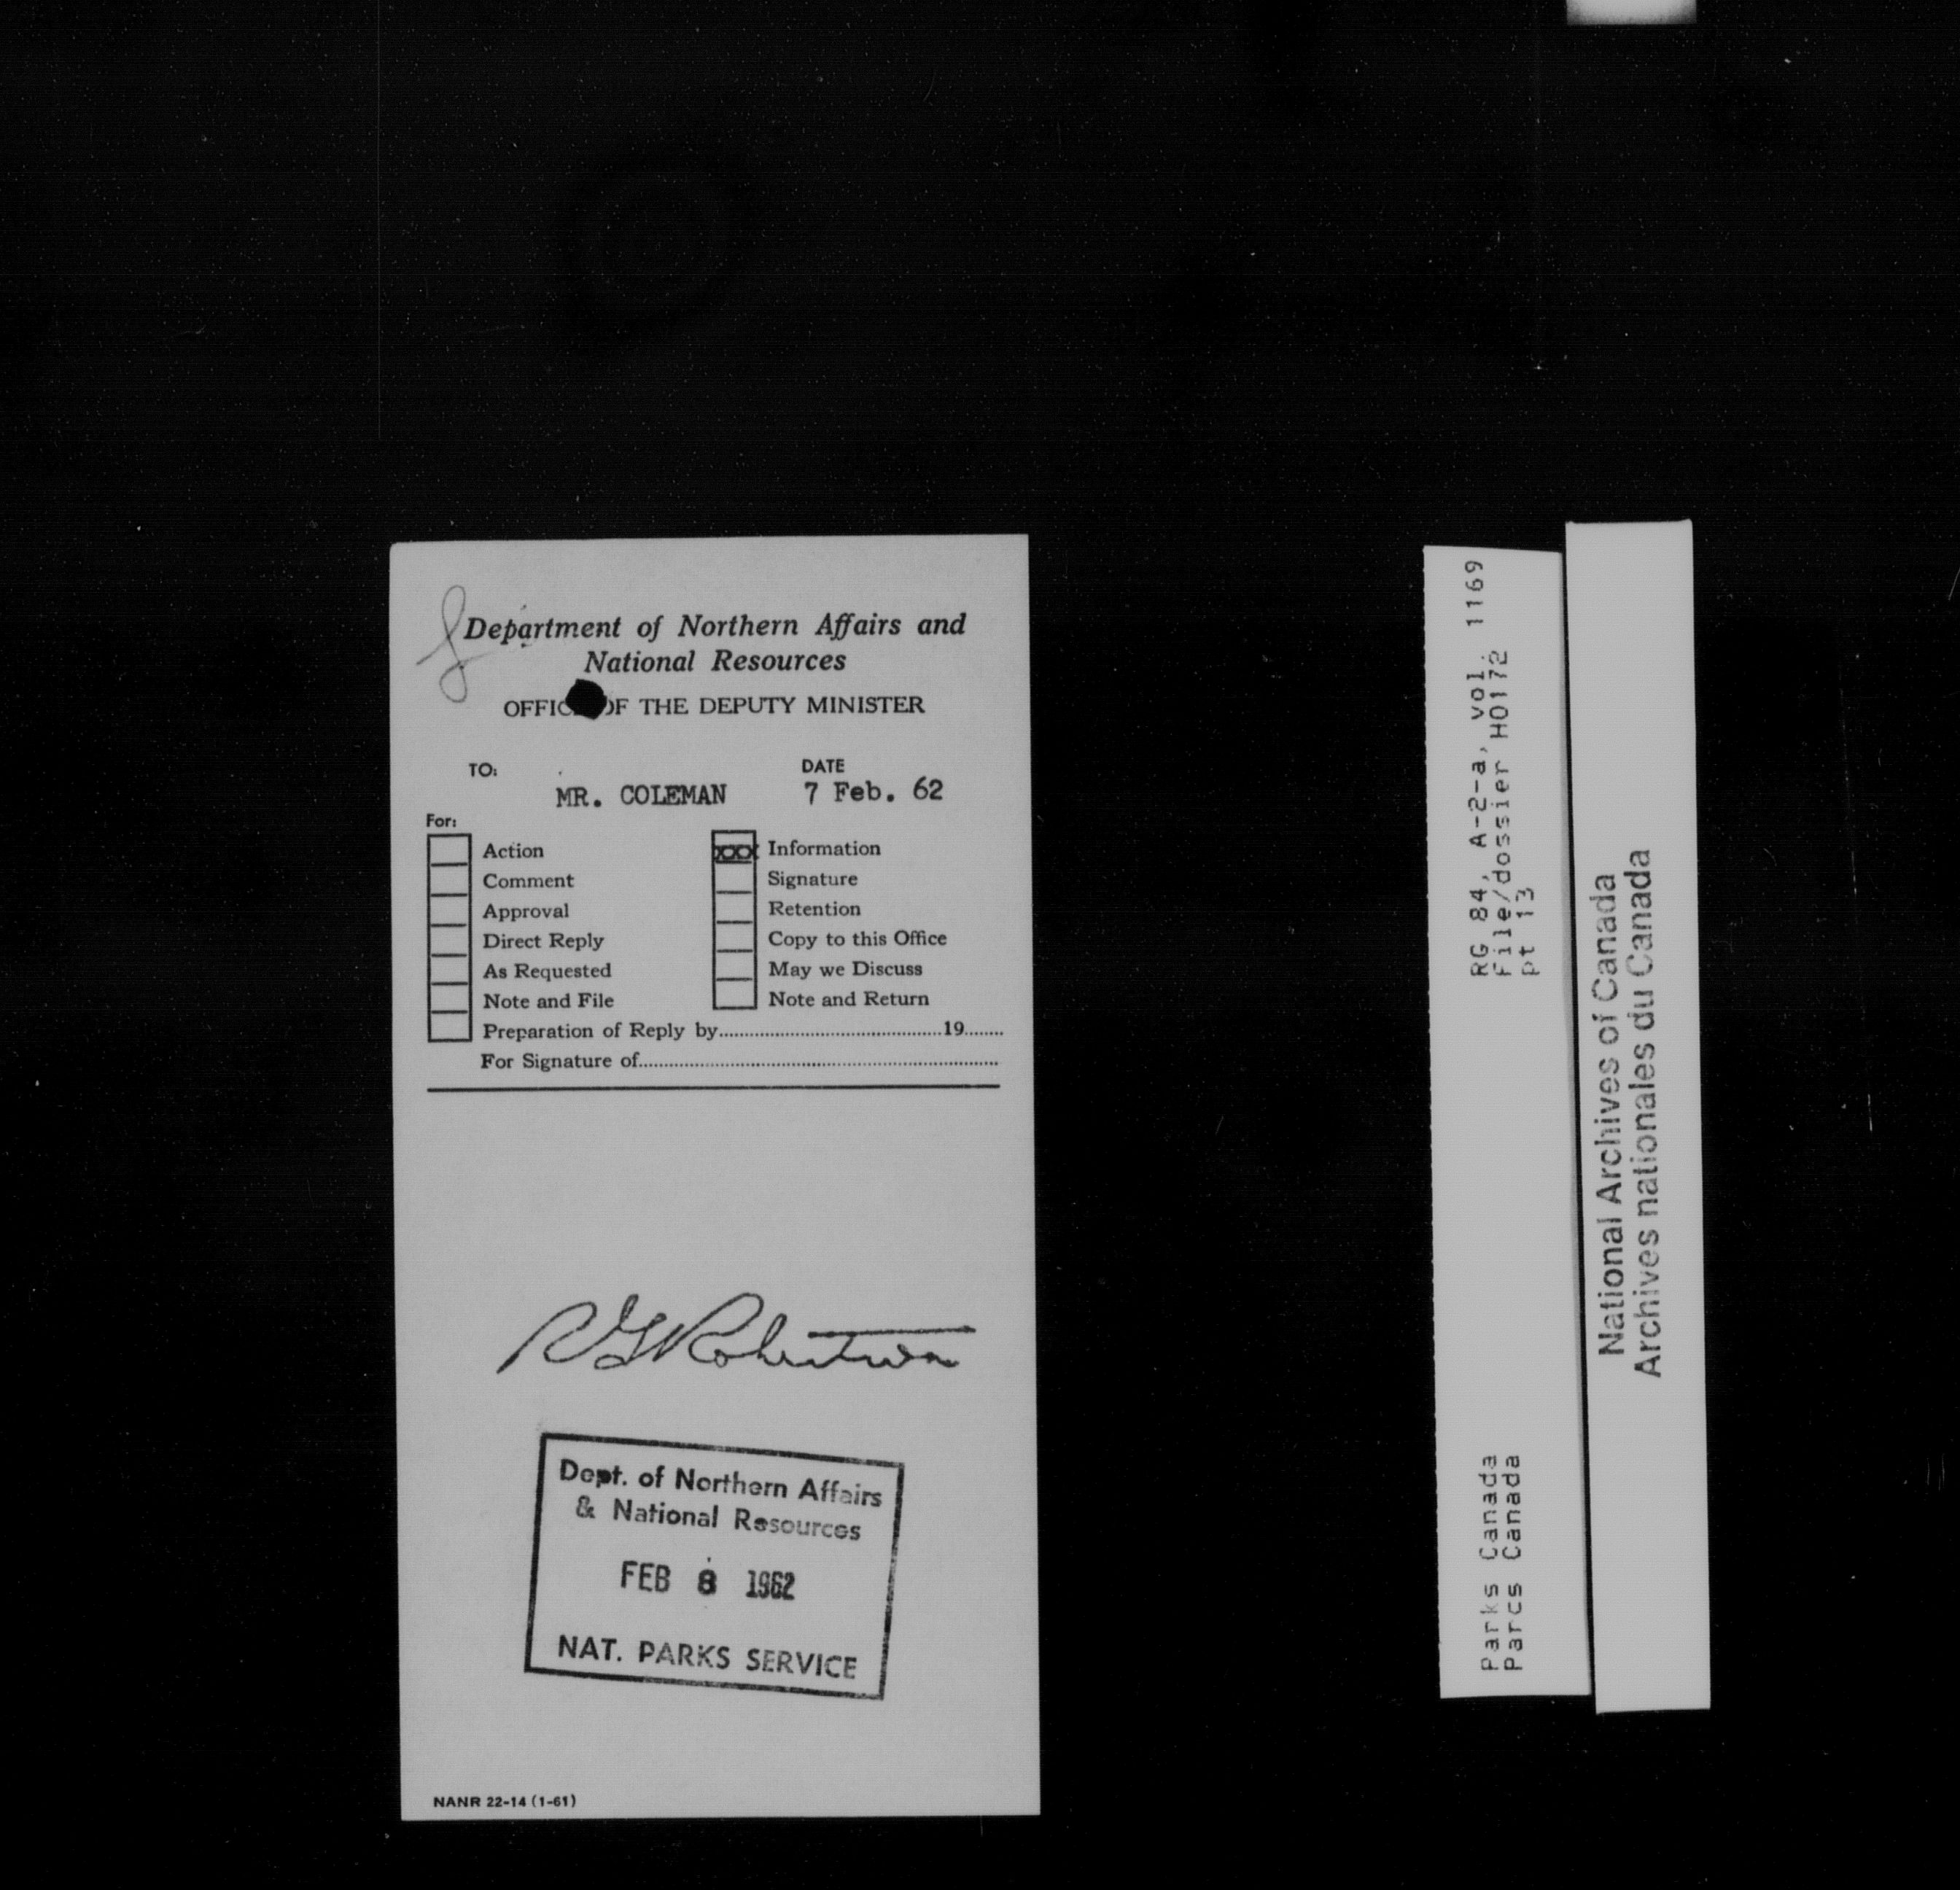 Department of Northern Affairs and
National Resources
OFFICE OF THE DEPUTY MINISTER
TO: DATE
MR. COLEMAN 7 Feb. 62
For:
Action xxx Information
Comment Signature
Approval Retention
Direct Reply Copy to this Office
As Requested May we Discuss
Note and File Note and Return
Preparation of Reply by........................................19.......
For Signature of.................................................................
RGRobertson
Dept. of Northern Affairs
& National Resources
FEB 8 1962
NAT. PARKS SERVICE
NANR 22-14 (1-61)
RG 84, A-2-a, vol. 1169
File/dossier H0172
pt 13
Parks Canada
Parcs Canada
National Archives of Canada
Archives nationales du Canada